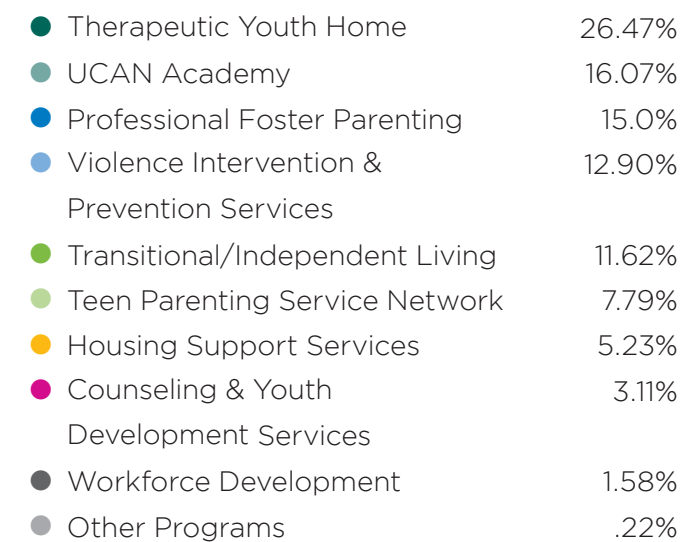 Therapeutic Youth Home 26.47%
UCAN Academy 16.07%
Professional Foster Parenting 15.0%
Violence Intervention & 12.90%
Prevention Services
Transitional/Independent Living 11.62%
Teen Parenting Service Network 7.79%
Housing Support Services 5.23%
Counseling & Youth 3.11%
Development Services
Workforce Development 1.58%
Other Programs .22%